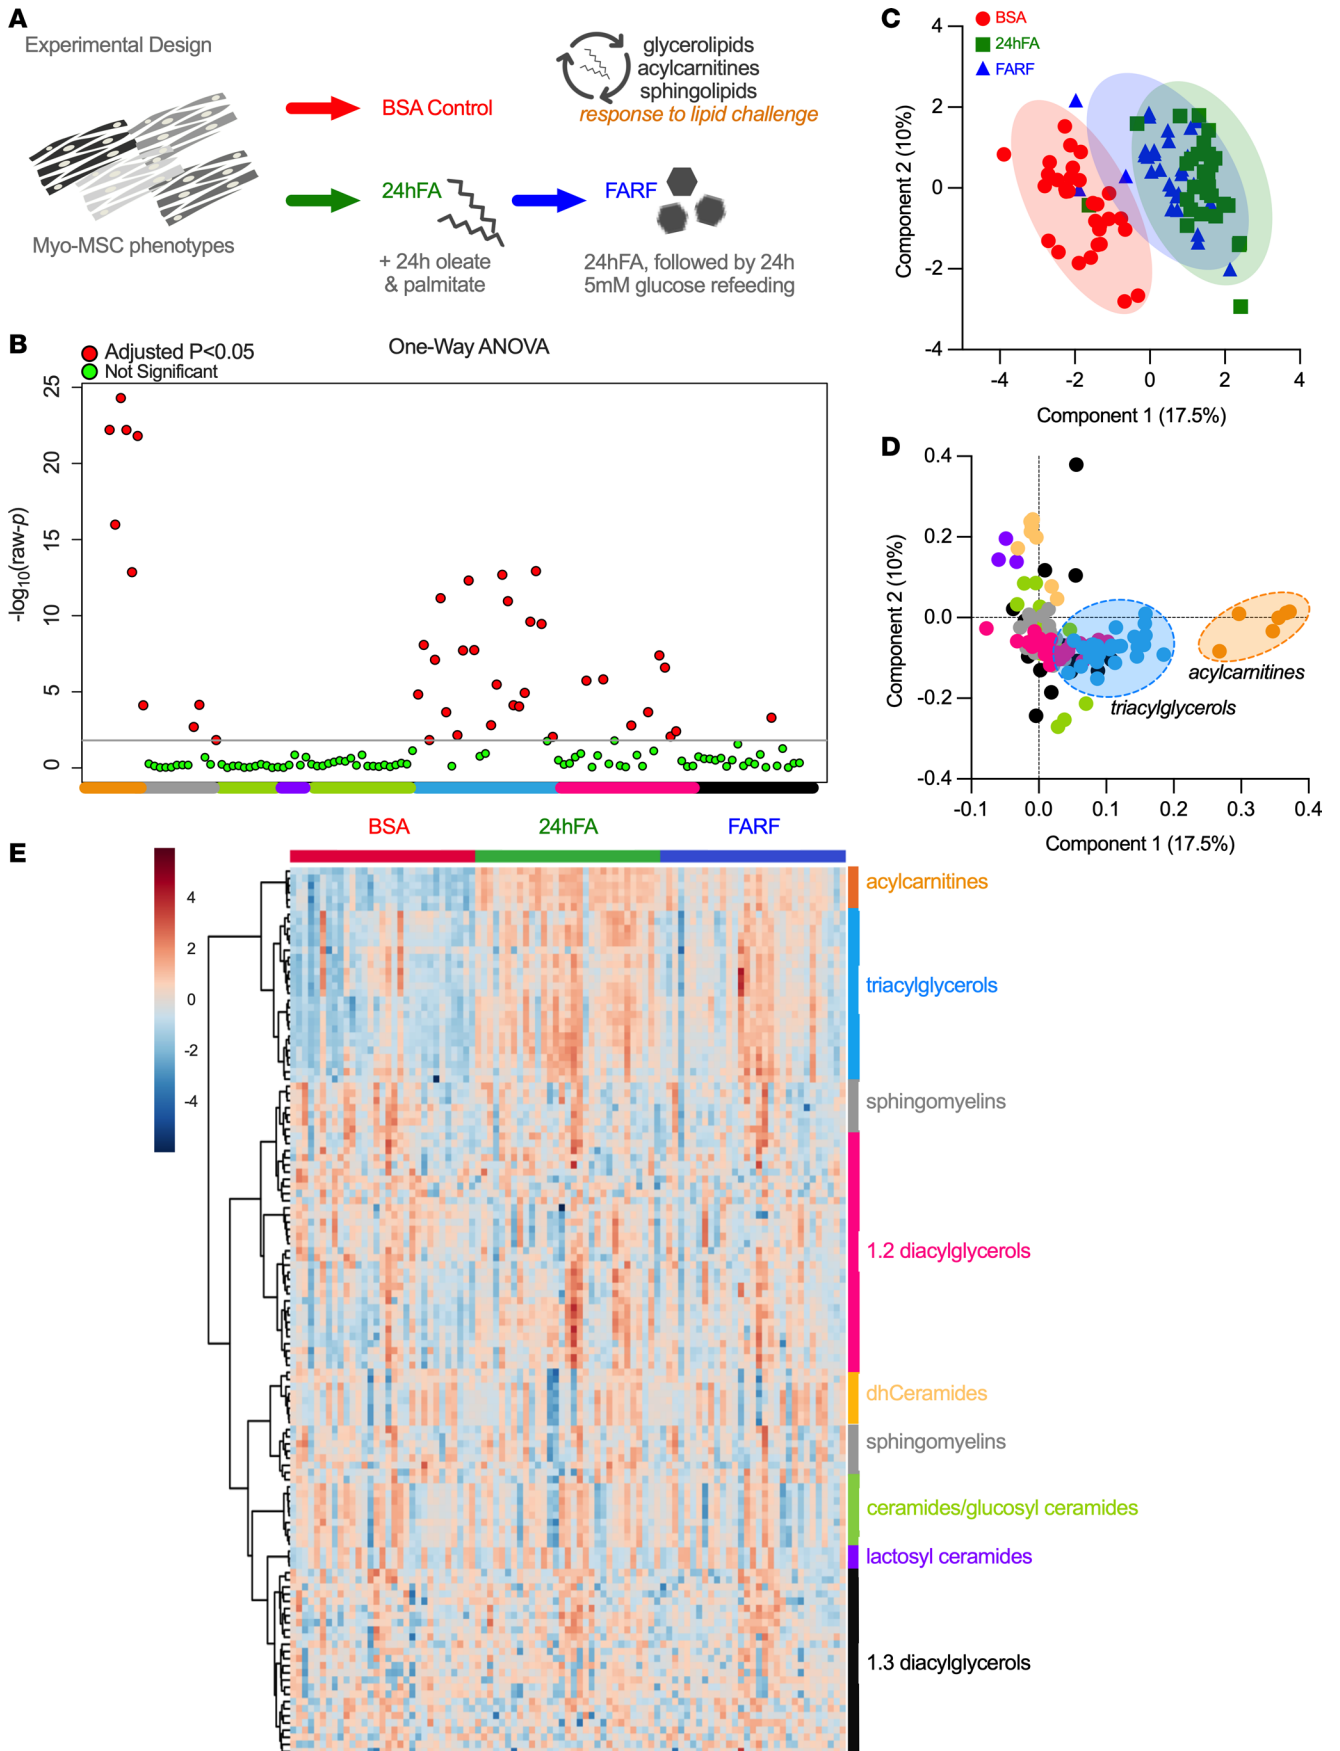 A
Experimental Design
Myo-MSC phenotypes
BSA Control
24hFA
+ 24h oleate
& palmitate
FARF
24hFA, followed by 24h
5mM glucose refeeding
glycerolipids
acylcarnitines
sphingolipids
response to lipid challenge
B
Adjusted P<0.05
Not Significant
One-Way ANOVA
-log10(raw-p)
25
20
15
10
5
0
C
BSA
24hFA
FARF
Component 2 (10%)
4
2
0
-2
-4
-4
-2
0
2
4
Component 1 (17.5%)
D
Component 2 (10%)
0.4
0.2
0.0
-0.2
-0.4
acylcarnitines
triacylglycerols
-0.1
0.0
0.1
0.2
0.3
0.4
Component 1 (17.5%)
E
BSA
24hFA
FARF
4
2
0
-2
-4
acylcarnitines
triacylglycerols
sphingomyelins
1.2 diacylglycerols
dhCeramides
sphingomyelins
ceramides/glucosyl ceramides
lactosyl ceramides
1.3 diacylglycerols